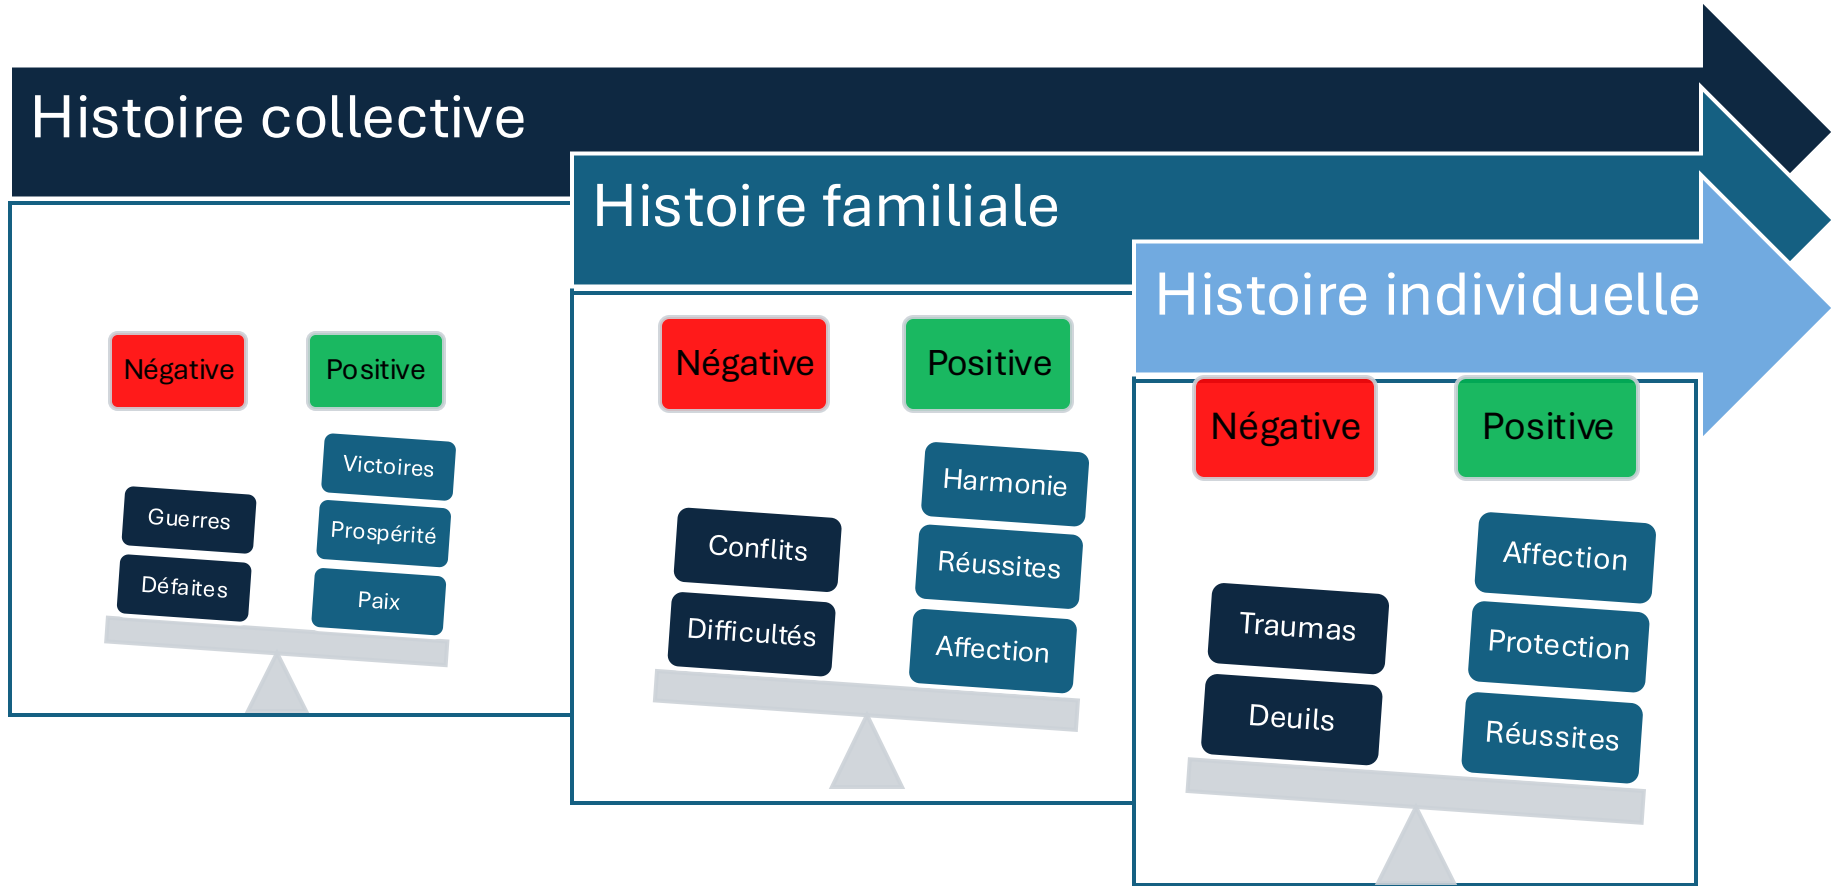 Histoire collective
Négative
Positive
Guerres
Défaites
Victoires
Prospérité
Paix
Histoire familiale
Négative
Positive
Conflits
Difficultés
Harmonie
Réussites
Affection
Histoire individuelle
Négative
Positive
Traumas
Deuils
Affection
Protection
Réussites